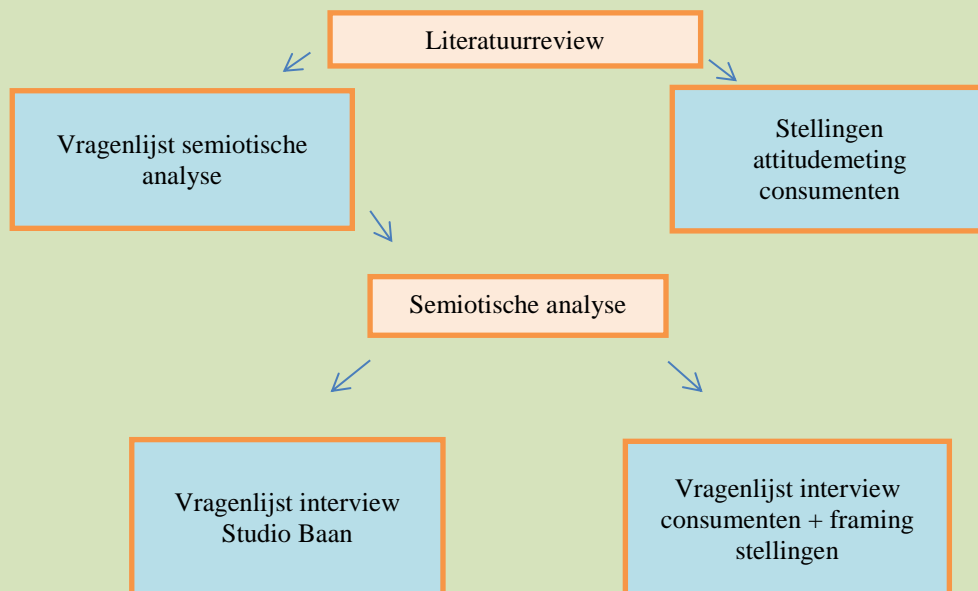 Literatuurreview
Vragenlijst semiotische
analyse
Stellingen
attitudemeting
consumenten
Semiotische analyse
Vragenlijst interview
Studio Baan
Vragenlijst interview
consumenten + framing
stellingen